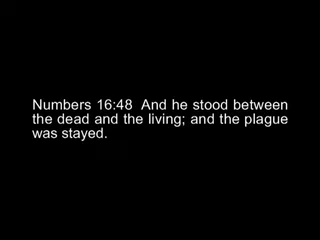 Numbers 16:48  And he stood between
the dead and the living; and the plague
was stayed.